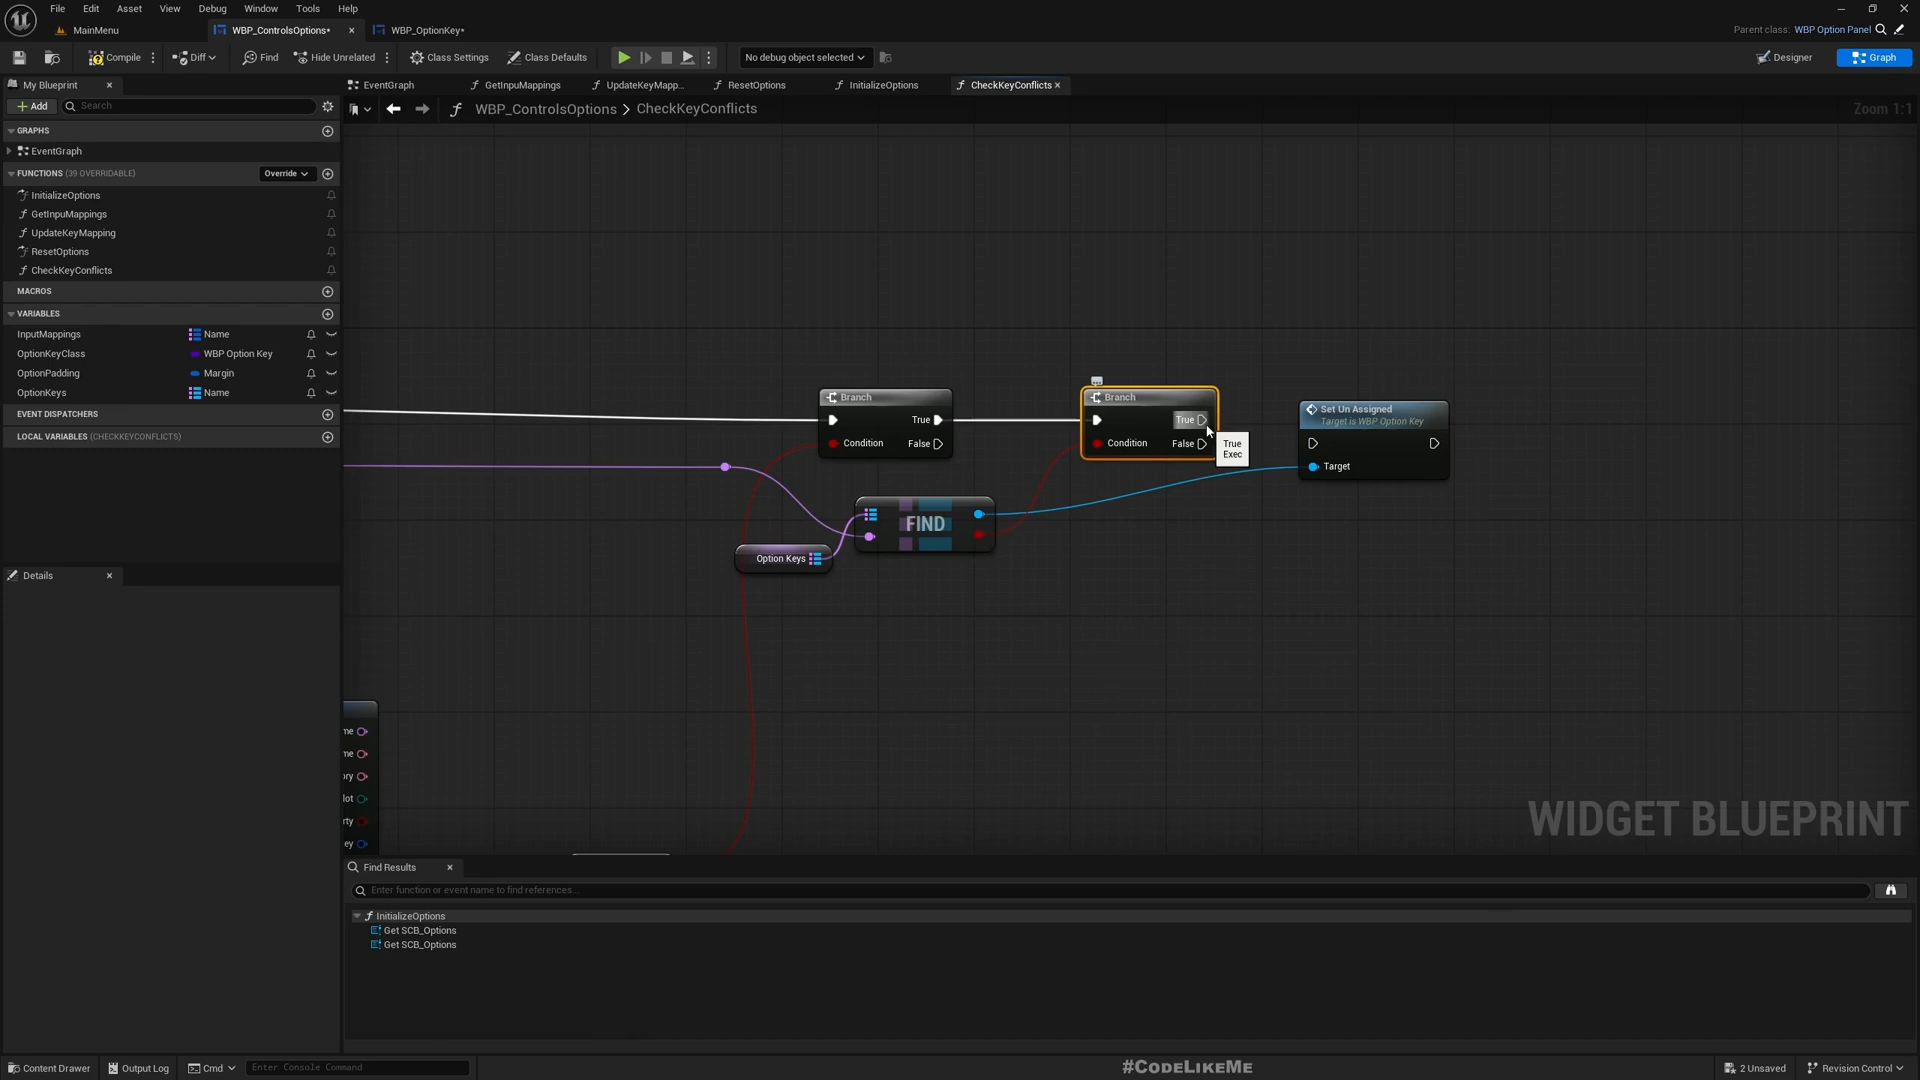 File Edit Asset View Debug Window Tools Help
MainMenu
WBP_ControlsOptions*
WBP_OptionKey*
Parent class: WBP Option Panel
Compile
Diff
Find
Hide Unrelated
Class Settings
Class Defaults
No debug object selected
Designer
Graph
My Blueprint
EventGraph
GetInpuMappings
UpdateKeyMapp...
ResetOptions
InitializeOptions
CheckKeyConflicts
Add
Search
WBP_ControlsOptions > CheckKeyConflicts
Zoom 1:1
GRAPHS
EventGraph
FUNCTIONS (39 OVERRIDABLE)
Override
InitializeOptions
GetInpuMappings
UpdateKeyMapping
ResetOptions
CheckKeyConflicts
MACROS
VARIABLES
InputMappings Name
OptionKeyClass WBP Option Key
OptionPadding Margin
OptionKeys Name
EVENT DISPATCHERS
LOCAL VARIABLES (CHECKKEYCONFLICTS)
Details
Branch
True
Condition False
Branch
True
Condition False
True
Exec
Set Un Assigned
Target is WBP Option Key
Target
FIND
Option Keys
me
me
ory
lot
rty
ey
WIDGET BLUEPRINT
Find Results
Enter function or event name to find references...
InitializeOptions
Get SCB_Options
Get SCB_Options
Content Drawer
Output Log
Cmd
Enter Console Command
#CODELIKEME
2 Unsaved
Revision Control